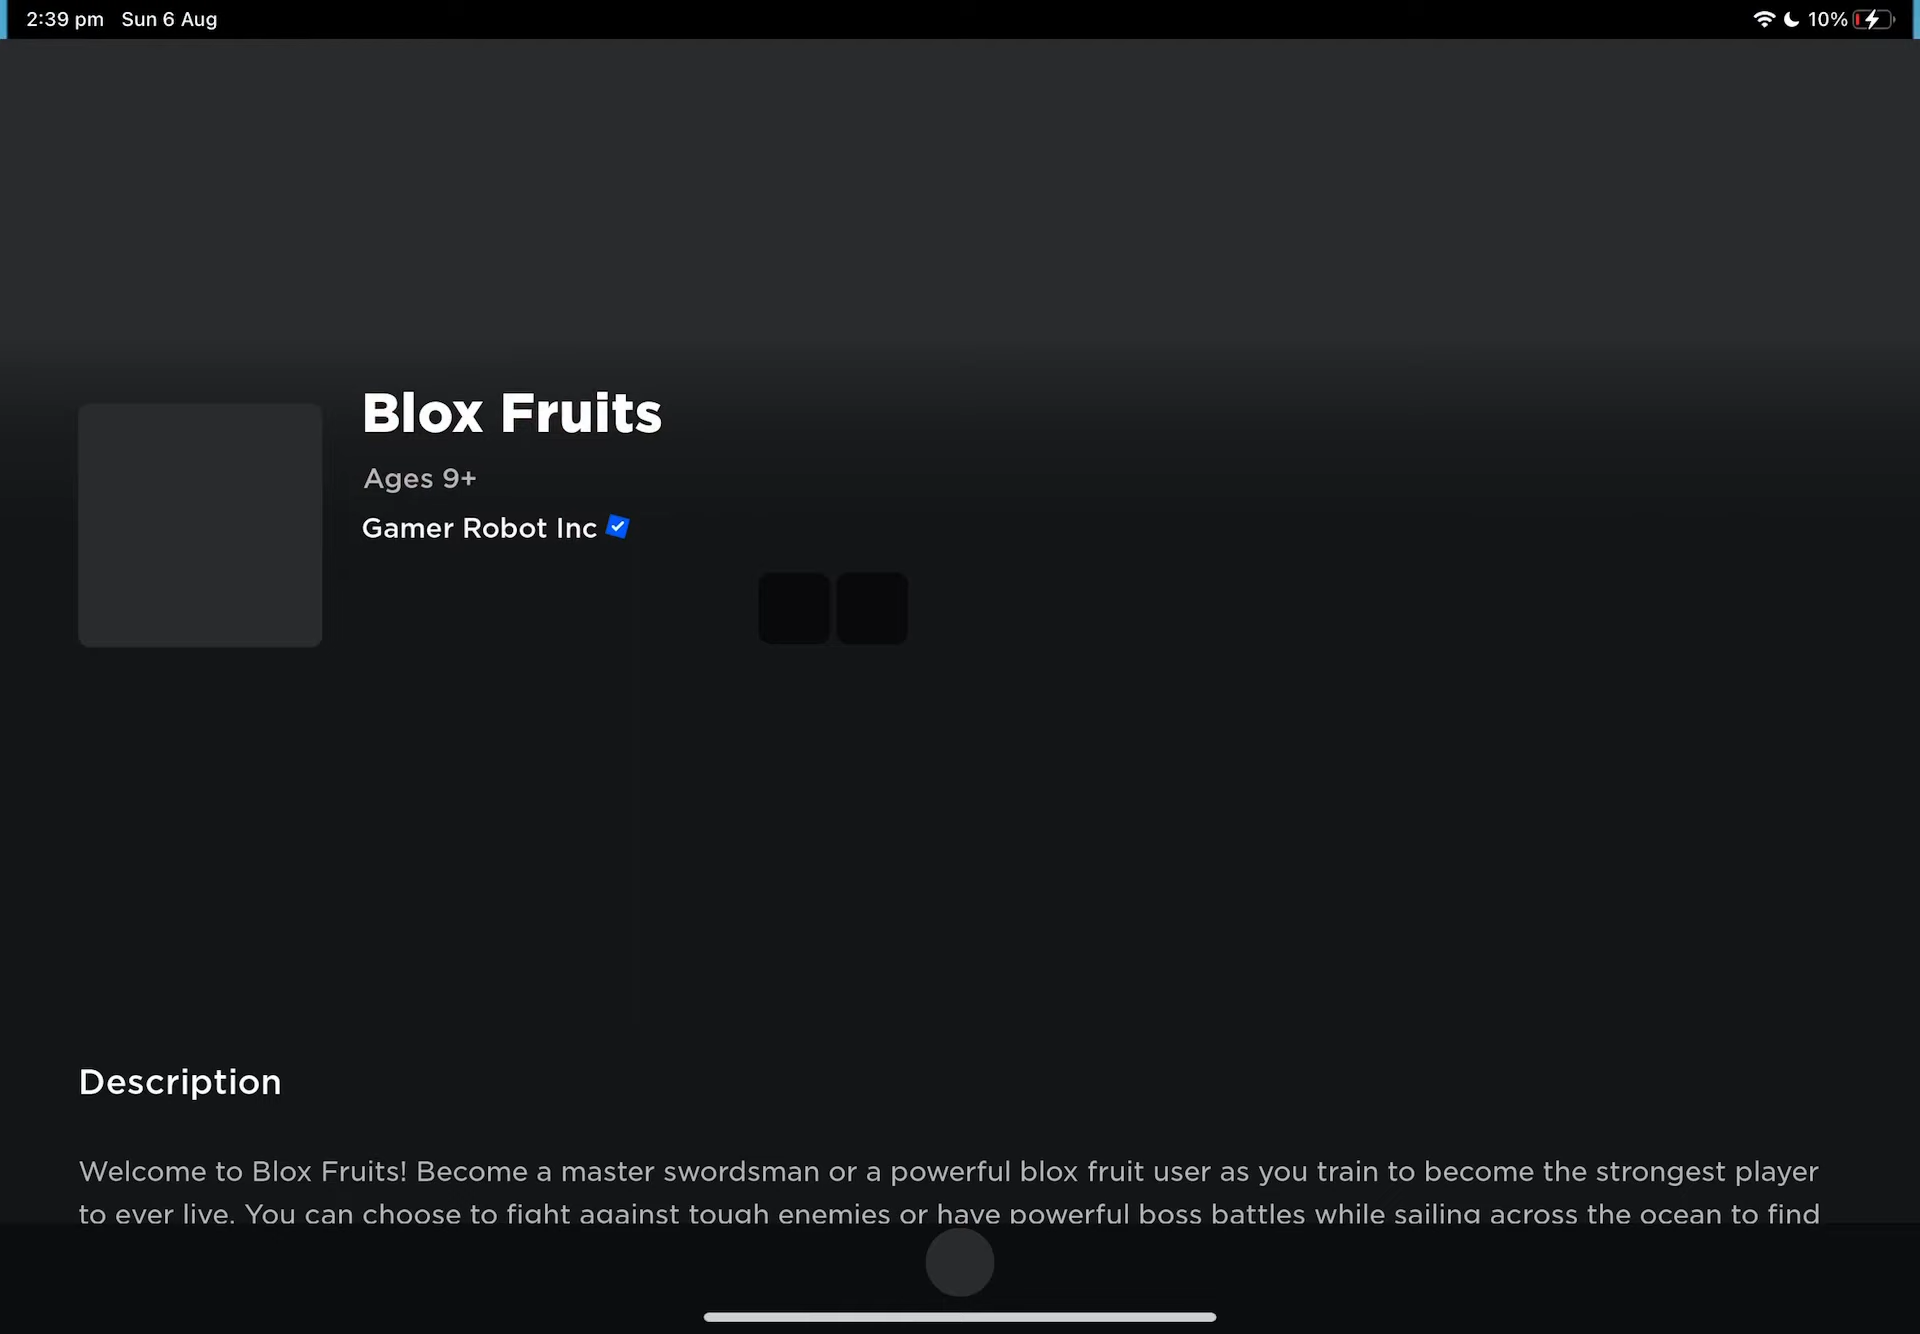 2:39 pm Sun 6 Aug
10%
Blox Fruits
Ages 9+
Gamer Robot Inc
Description
Welcome to Blox Fruits! Become a master swordsman or a powerful blox fruit user as you train to become the strongest player
to ever live. You can choose to fight against tough enemies or have powerful boss battles while sailing across the ocean to find